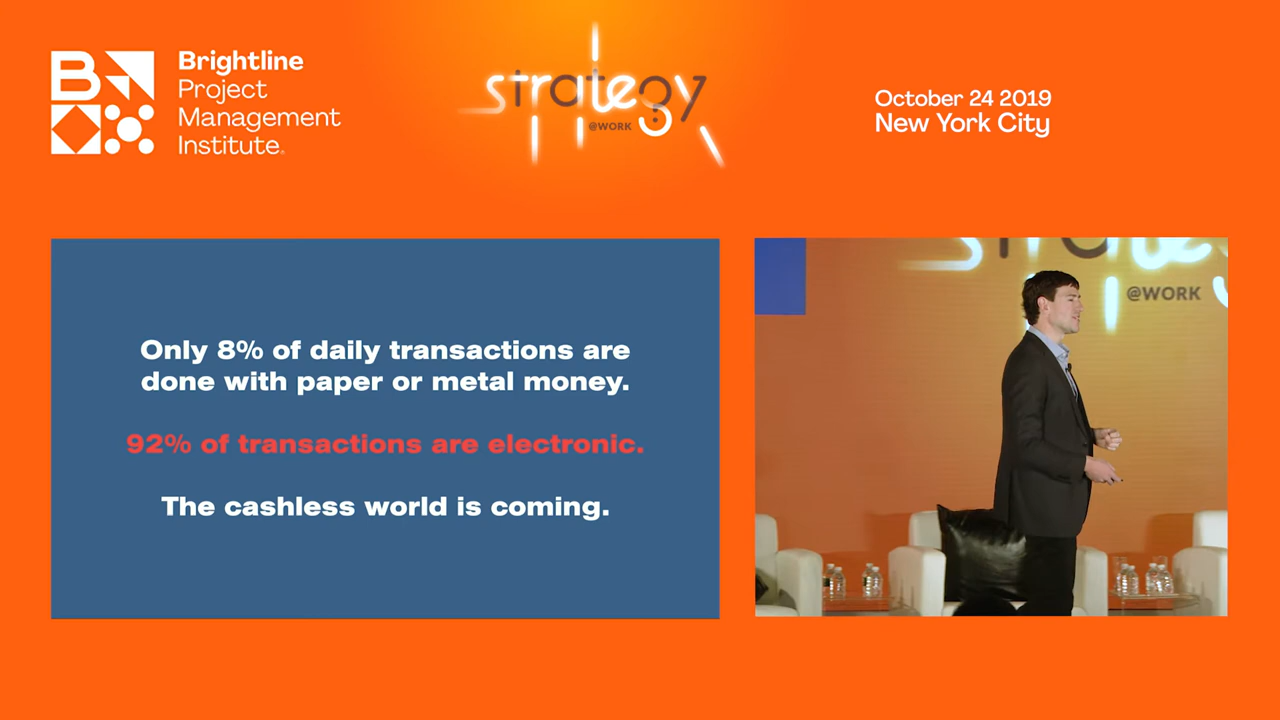 Brightline
Project
Management
Institute.
strategy
@WORK
October 24 2019
New York City
Only 8% of daily transactions are
done with paper or metal money.
92% of transactions are electronic.
The cashless world is coming.
@WORK